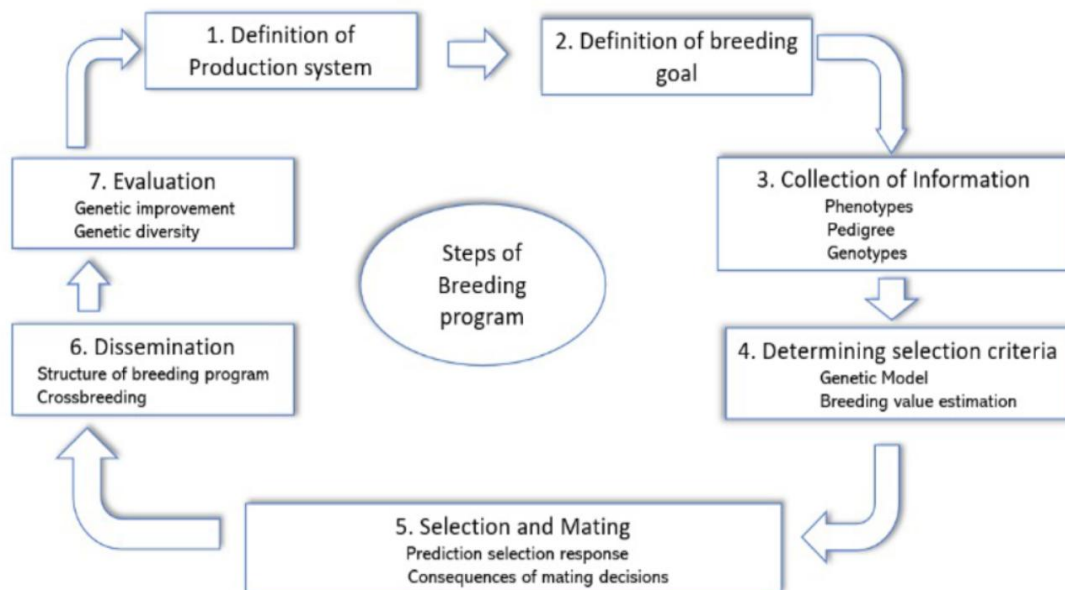 1. Definition of
Production system
2. Definition of breeding
goal
3. Collection of Information
Phenotypes
Pedigree
Genotypes
4. Determining selection criteria
Genetic Model
Breeding value estimation
5. Selection and Mating
Prediction selection response
Consequences of mating decisions
6. Dissemination
Structure of breeding program
Crossbreeding
7. Evaluation
Genetic improvement
Genetic diversity
Steps of
Breeding
program